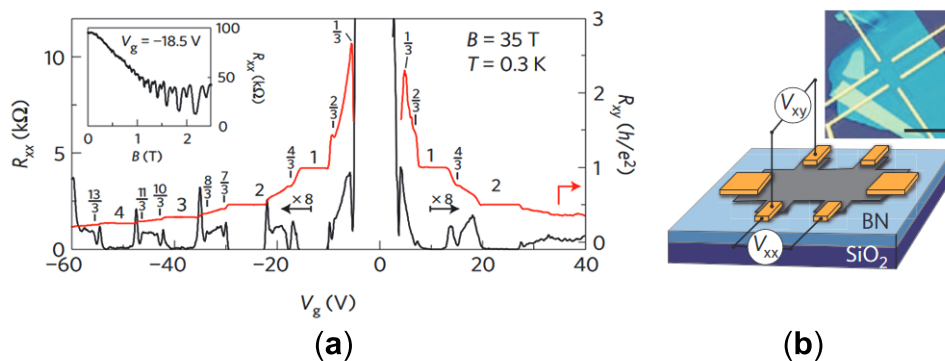 12
10
5
0
R_xx (kΩ)
V_g = −18.5 V
100
50
0
R_xx (kΩ)
0 1 2
B (T)
1/3
B = 35 T
T = 0.3 K
1/3
2/3
2/3
4/3
1
1
4/3
2
13/3
4
11/3
10/3
3
8/3
7/3
2
×8
×8
3
2
1
0
R_xy (h/e²)
−60 −40 −20 0 20 40
V_g (V)
(a)
V_xy
BN
V_xx
SiO₂
(b)